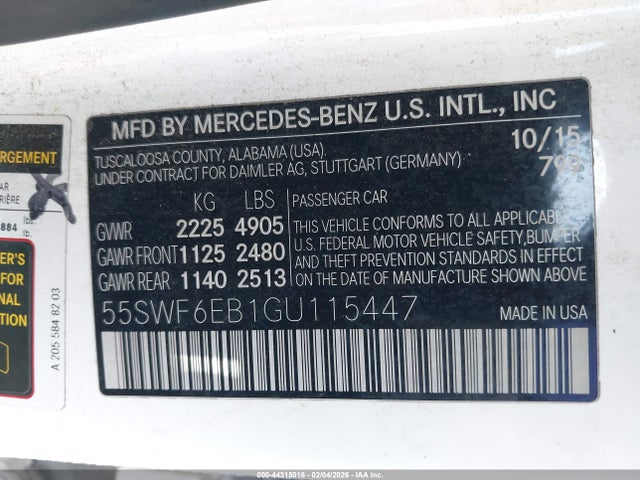 MFD BY MERCEDES-BENZ U.S. INTL., INC
TUSCALOOSA COUNTY, ALABAMA (USA). 10/15
UNDER CONTRACT FOR DAIMLER AG, STUTTGART (GERMANY)
KG LBS PASSENGER CAR
GVWR 2225 4905
GAWR FRONT 1125 2480
GAWR REAR 1140 2513
THIS VEHICLE CONFORMS TO ALL APPLICABLE
U.S. FEDERAL MOTOR VEHICLE SAFETY, BUMPER
AND THEFT PREVENTION STANDARDS IN EFFECT
ON THE DATE OF MANUFACTURE SHOWN ABOVE
55SWF6EB1GU115447 MADE IN USA
ARGEMENT
A 205 584 82 03
000-44315016 - 02/04/2026 - IAAI.COM